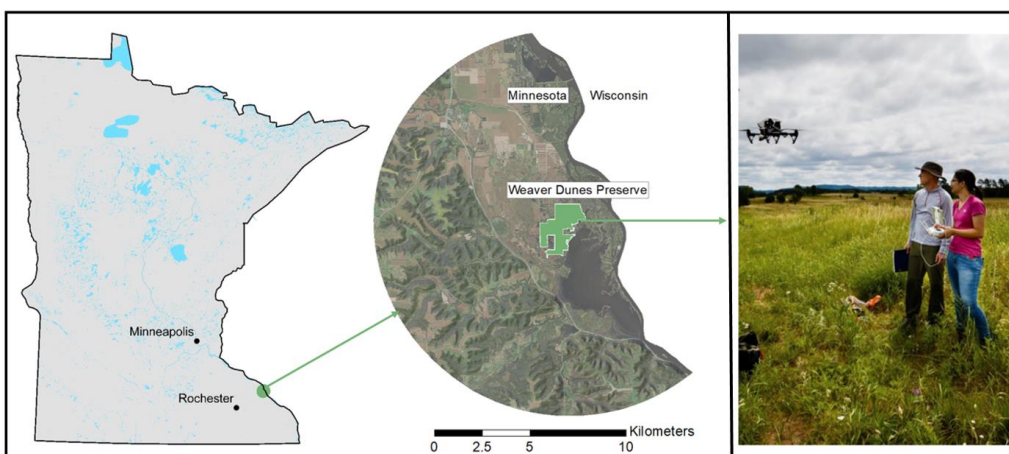 Minneapolis
Rochester
Minnesota
Wisconsin
Weaver Dunes Preserve
Kilometers
0 2.5 5 10